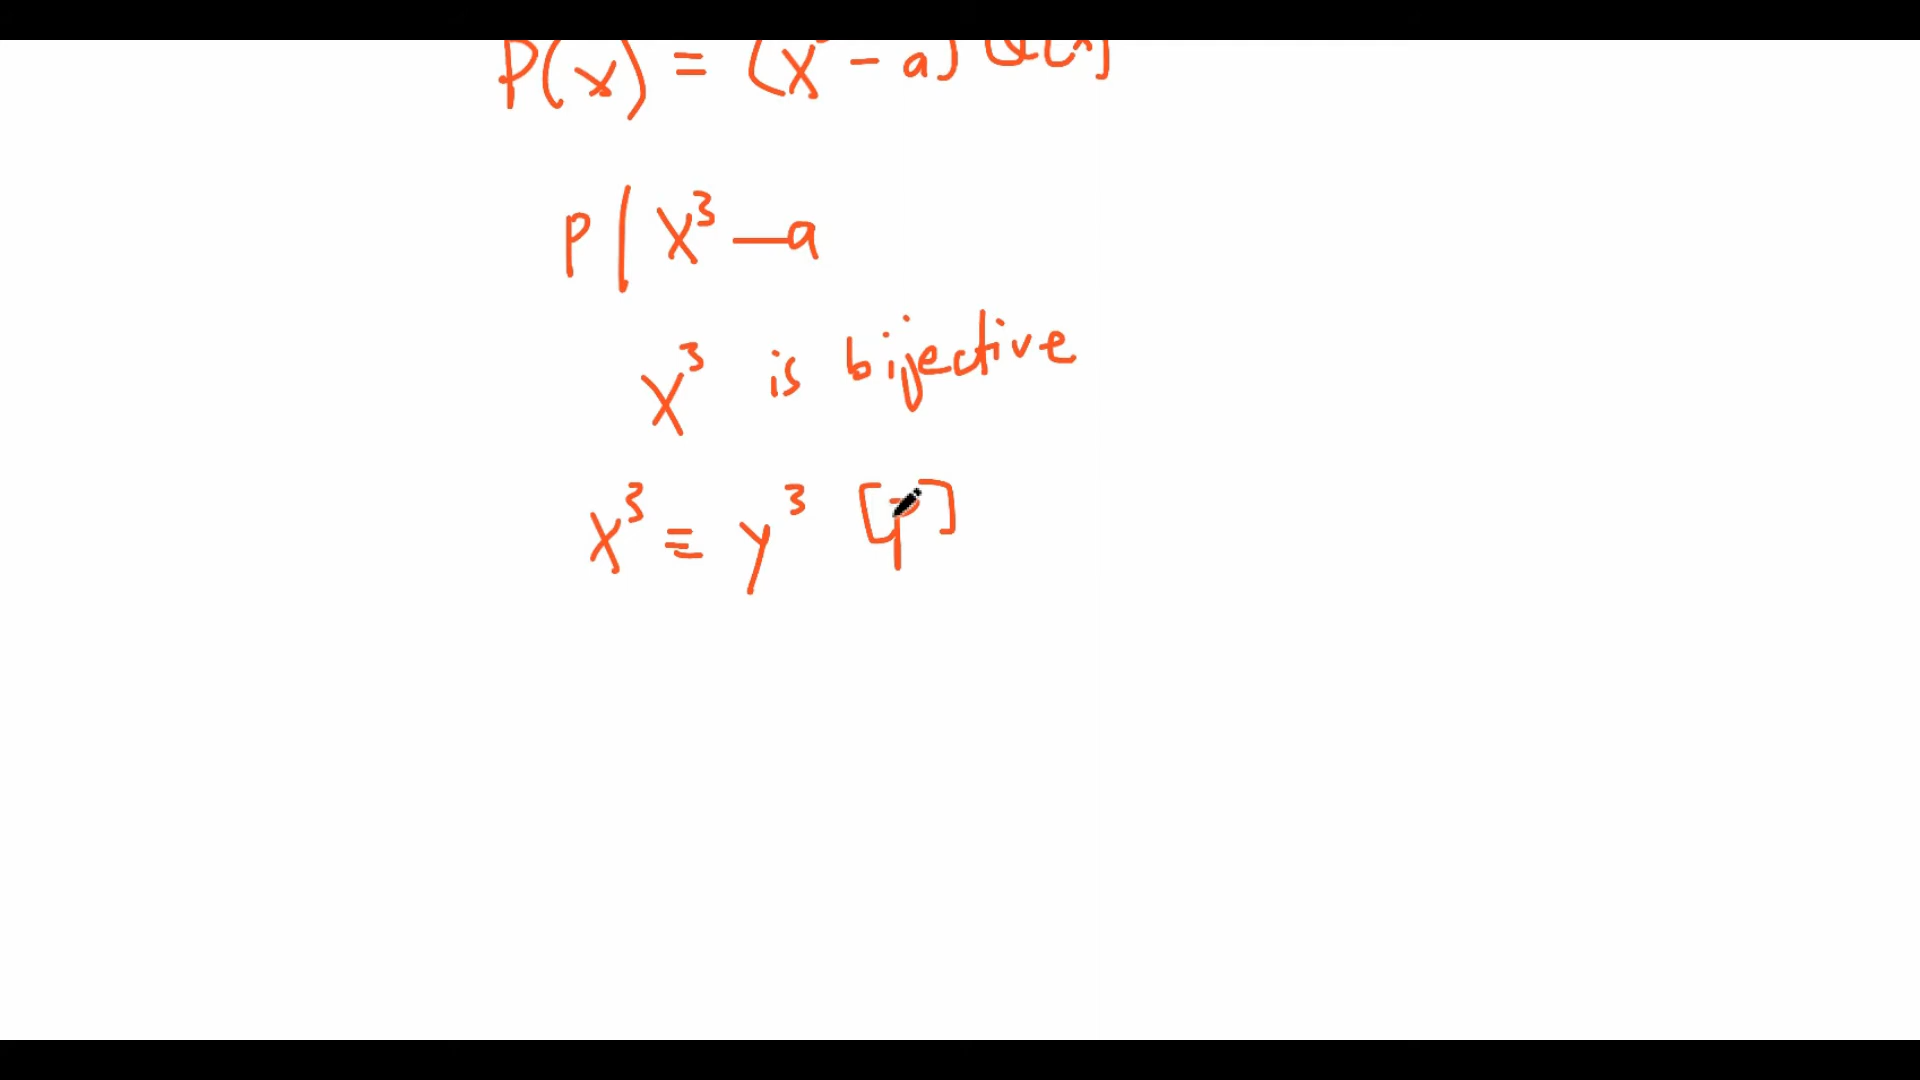 P(x) = (x - a) Q(x)
P | x³ - a
x³ is bijective
x³ ≡ y³ [P]